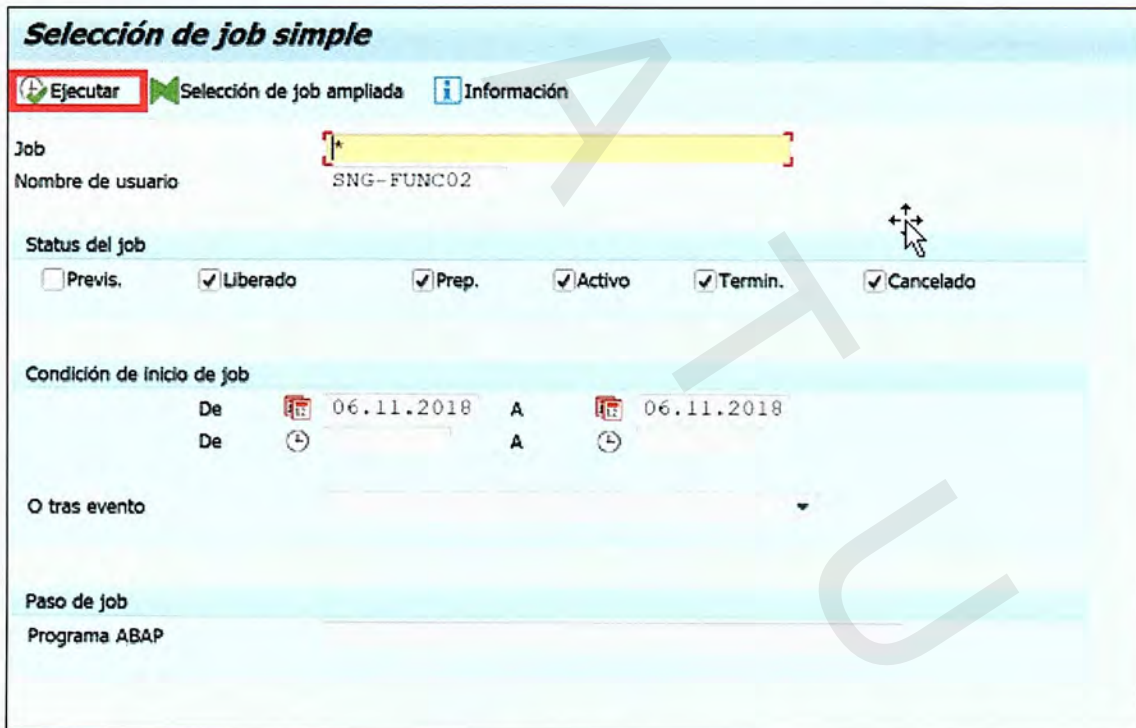 Selección de job simple
Ejecutar Selección de job ampliada Información
Job *
Nombre de usuario SNG-FUNC02
Status del job
Previs. Liberado Prep. Activo Termin. Cancelado
Condición de inicio de job
De 06.11.2018 A 06.11.2018
De A
O tras evento
Paso de job
Programa ABAP
A T U